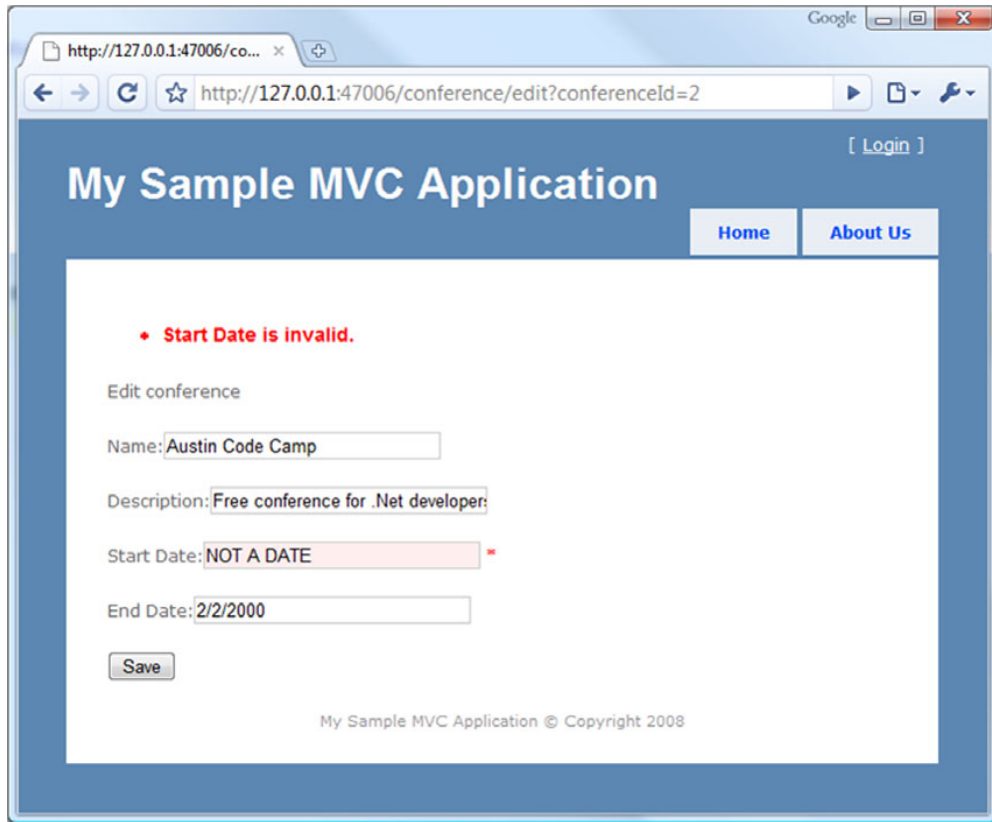 Google
http://127.0.0.1:47006/co...
http://127.0.0.1:47006/conference/edit?conferenceId=2
[ Login ]
My Sample MVC Application
Home
About Us
Start Date is invalid.
Edit conference
Name: Austin Code Camp
Description: Free conference for .Net developers
Start Date: NOT A DATE *
End Date: 2/2/2000
Save
My Sample MVC Application © Copyright 2008